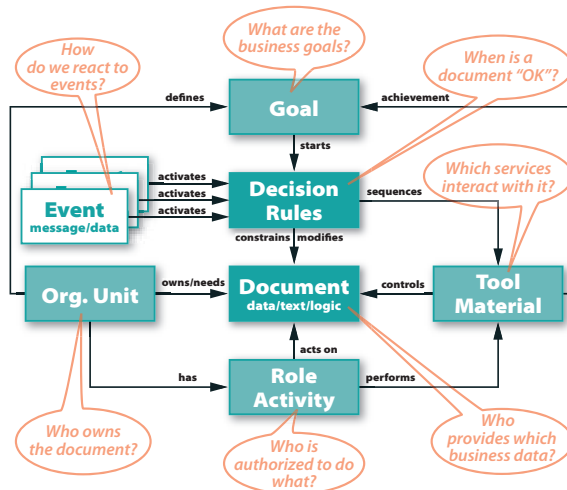 What are the
business goals?
How
do we react to
events?
When is a
document “OK”?
defines
Goal
achievement
starts
Which services
interact with it?
activates
activates
activates
Decision
Rules
sequences
Event
message/data
constrains modifies
Org. Unit
owns/needs
Document
data/text/logic
controls
Tool
Material
acts on
has
Role
Activity
performs
Who owns
the document?
Who is
authorized to do
what?
Who
provides which
business data?